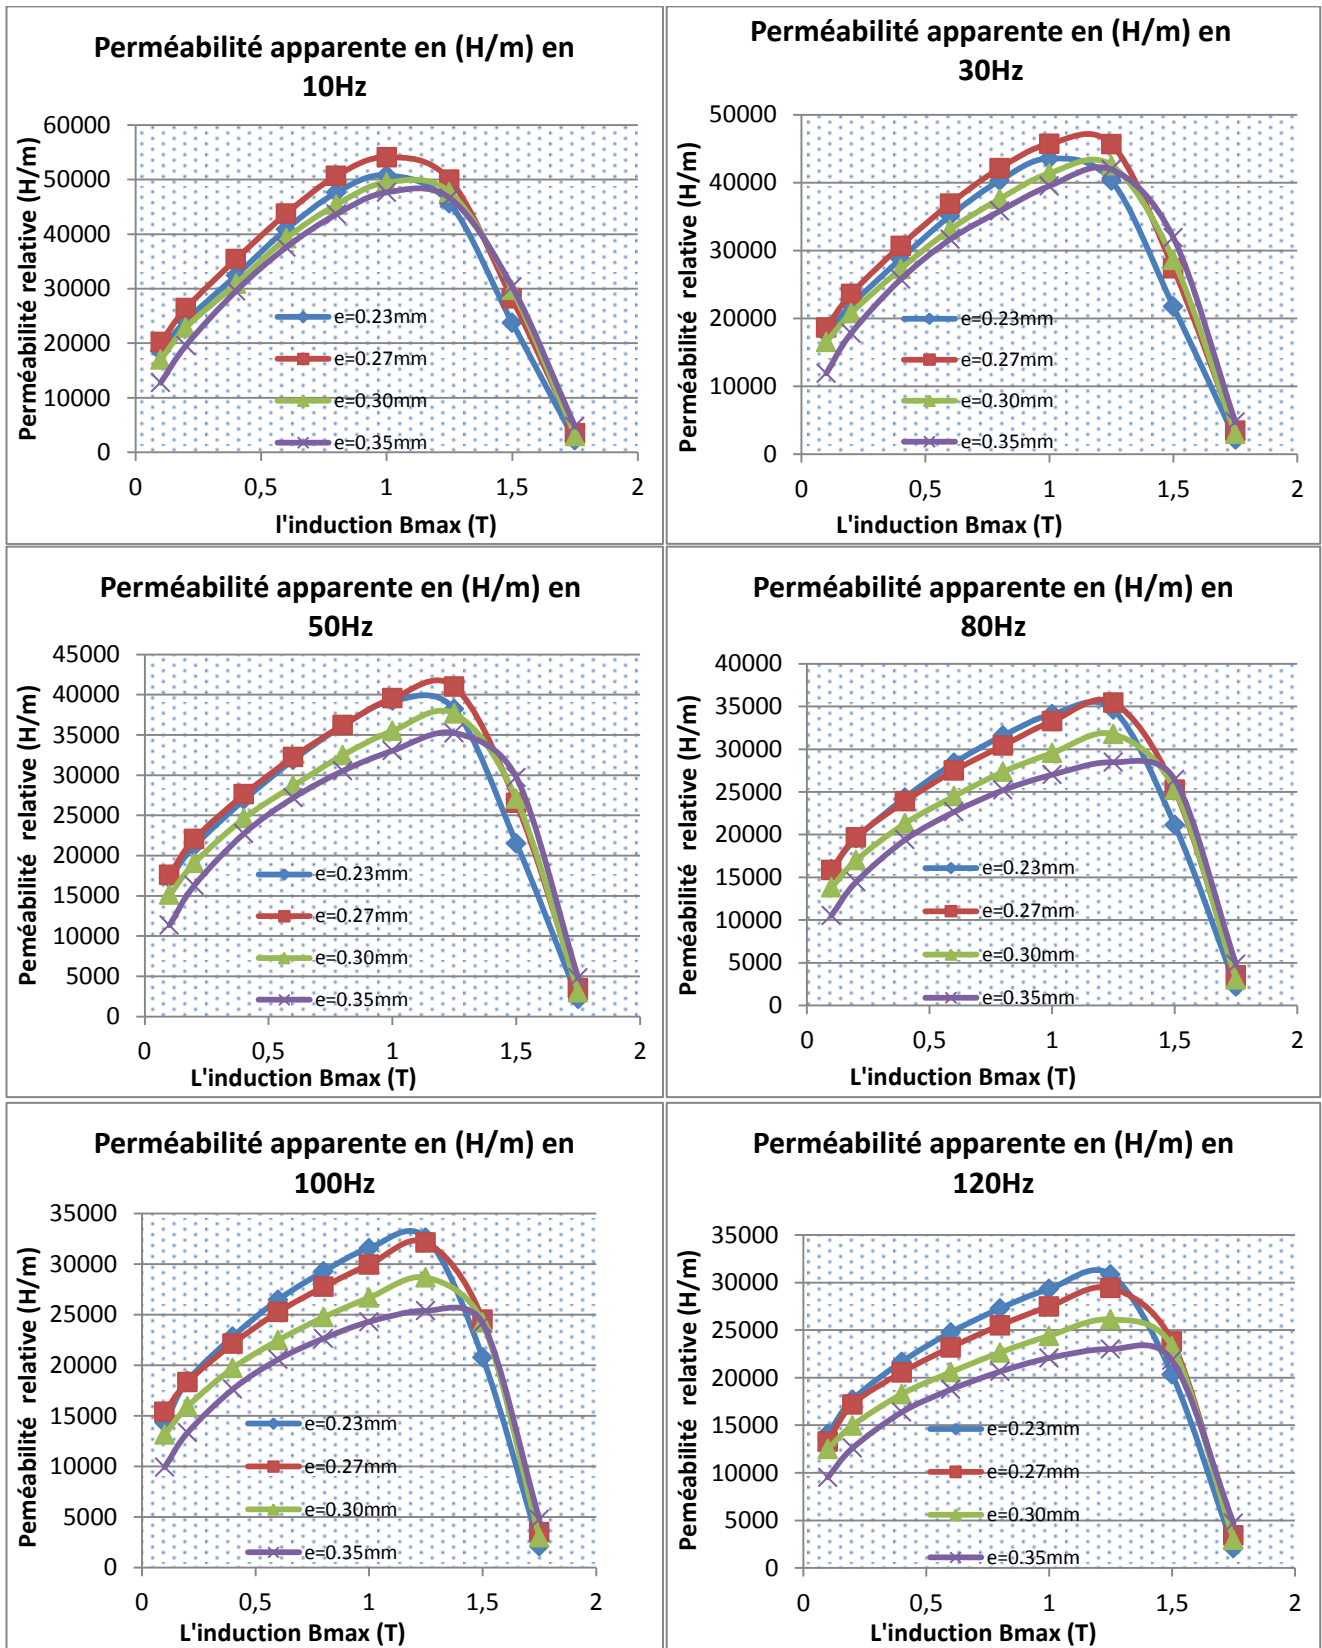 Perméabilité apparente en (H/m) en
10Hz
Perméabilité relative (H/m)
60000
50000
40000
30000
20000
10000
0
e=0.23mm
e=0.27mm
e=0.30mm
e=0.35mm
0 0,5 1 1,5 2
l'induction Bmax (T)
Perméabilité apparente en (H/m) en
30Hz
Perméabilité relative (H/m)
50000
40000
30000
20000
10000
0
e=0.23mm
e=0.27mm
e=0.30mm
e=0.35mm
0 0,5 1 1,5 2
L'induction Bmax (T)
Perméabilité apparente en (H/m) en
50Hz
Peméabilité relative (H/m)
45000
40000
35000
30000
25000
20000
15000
10000
5000
0
e=0.23mm
e=0.27mm
e=0.30mm
e=0.35mm
0 0,5 1 1,5 2
L'induction Bmax (T)
Perméabilité apparente en (H/m) en
80Hz
Peméabilité relative (H/m)
40000
35000
30000
25000
20000
15000
10000
5000
0
e=0.23mm
e=0.27mm
e=0.30mm
e=0.35mm
0 0,5 1 1,5 2
L'induction Bmax (T)
Perméabilité apparente en (H/m) en
100Hz
Peméabilité relative (H/m)
35000
30000
25000
20000
15000
10000
5000
0
e=0.23mm
e=0.27mm
e=0.30mm
e=0.35mm
0 0,5 1 1,5 2
L'induction Bmax (T)
Perméabilité apparente en (H/m) en
120Hz
Peméabilité relative (H/m)
35000
30000
25000
20000
15000
10000
5000
0
e=0.23mm
e=0.27mm
e=0.30mm
e=0.35mm
0 0,5 1 1,5 2
L'induction Bmax (T)